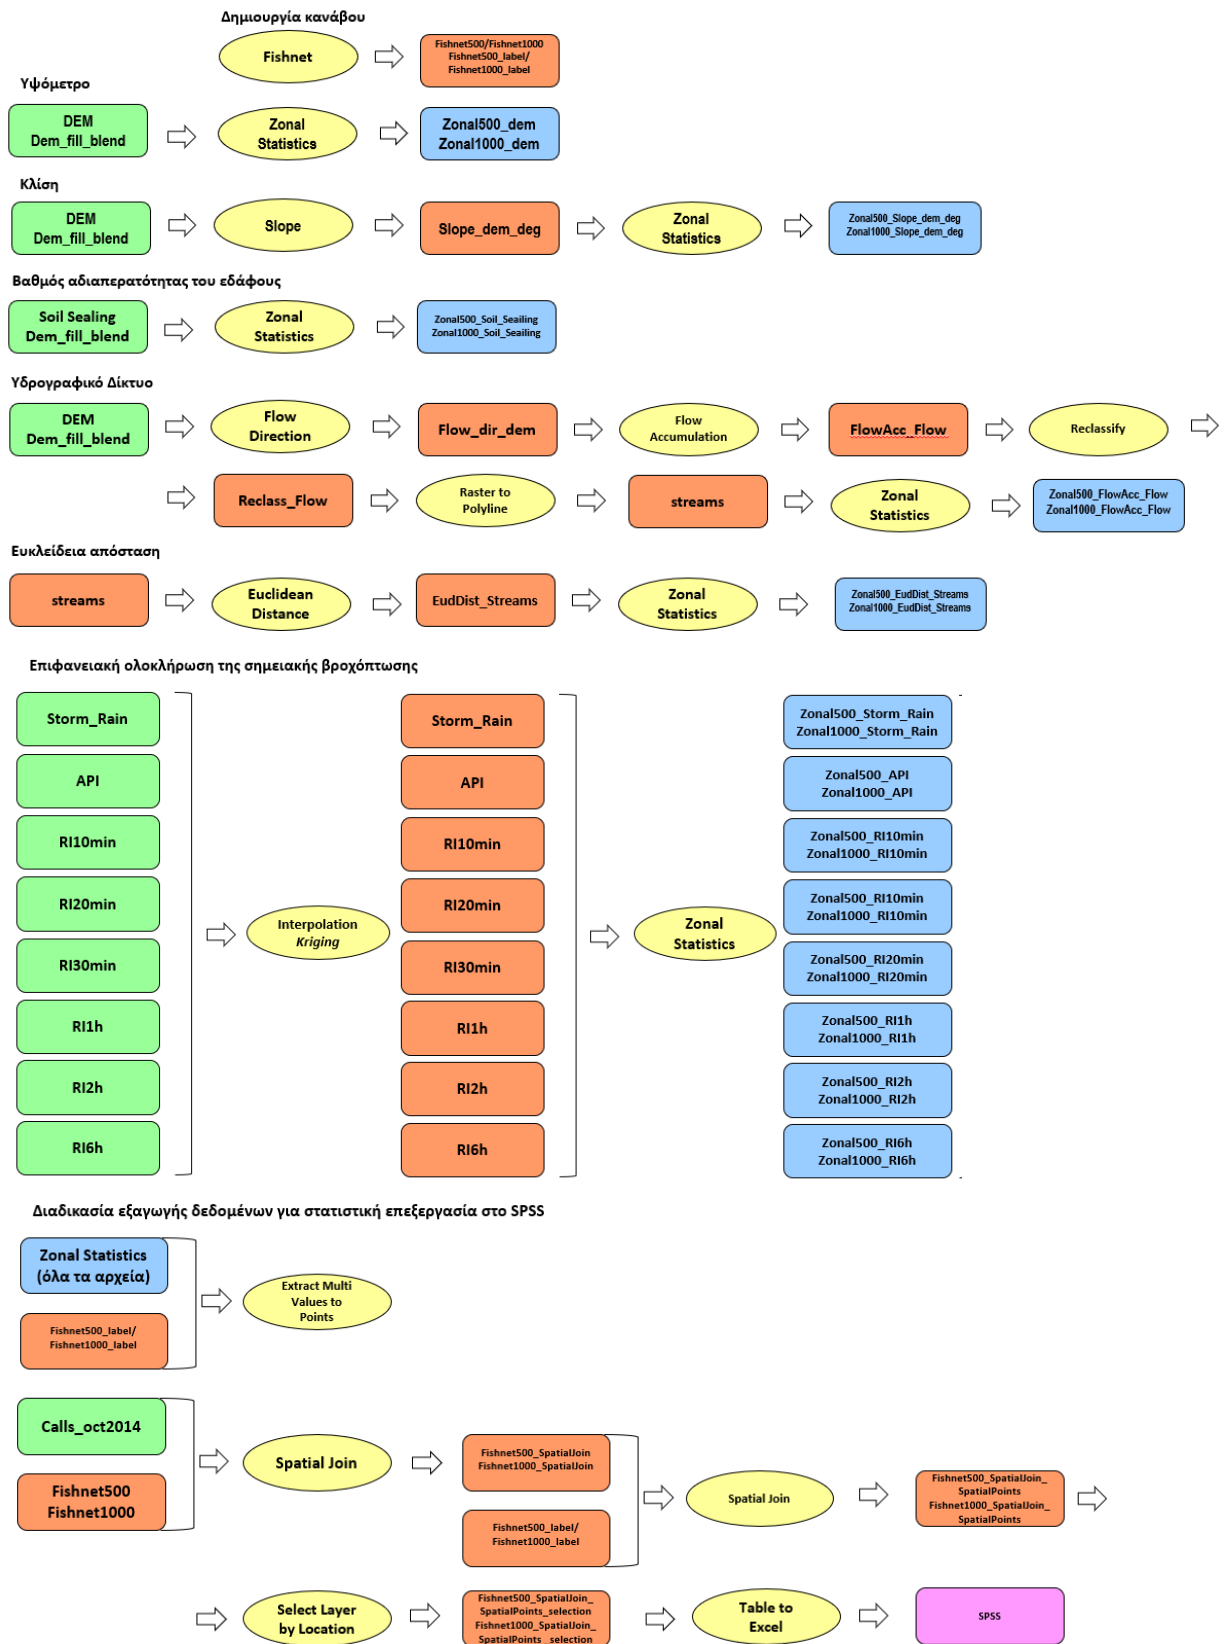 Δημιουργία κανάβου
Fishnet
Fishnet500/Fishnet1000
Fishnet500_label/
Fishnet1000_label
Υψόμετρο
DEM
Dem_fill_blend
Zonal
Statistics
Zonal500_dem
Zonal1000_dem
Κλίση
DEM
Dem_fill_blend
Slope
Slope_dem_deg
Zonal
Statistics
Zonal500_Slope_dem_deg
Zonal1000_Slope_dem_deg
Βαθμός αδιαπερατότητας του εδάφους
Soil Sealing
Dem_fill_blend
Zonal
Statistics
Zonal500_Soil_Seailing
Zonal1000_Soil_Seailing
Υδρογραφικό Δίκτυο
DEM
Dem_fill_blend
Flow
Direction
Flow_dir_dem
Flow
Accumulation
FlowAcc_Flow
Reclassify
Reclass_Flow
Raster to
Polyline
streams
Zonal
Statistics
Zonal500_FlowAcc_Flow
Zonal1000_FlowAcc_Flow
Ευκλείδεια απόσταση
streams
Euclidean
Distance
EudDist_Streams
Zonal
Statistics
Zonal500_EudDist_Streams
Zonal1000_EudDist_Streams
Επιφανειακή ολοκλήρωση της σημειακής βροχόπτωσης
Storm_Rain
API
RI10min
RI20min
RI30min
RI1h
RI2h
RI6h
Interpolation
Kriging
Storm_Rain
API
RI10min
RI20min
RI30min
RI1h
RI2h
RI6h
Zonal
Statistics
Zonal500_Storm_Rain
Zonal1000_Storm_Rain
Zonal500_API
Zonal1000_API
Zonal500_RI10min
Zonal1000_RI10min
Zonal500_RI10min
Zonal1000_RI10min
Zonal500_RI20min
Zonal1000_RI20min
Zonal500_RI1h
Zonal1000_RI1h
Zonal500_RI2h
Zonal1000_RI2h
Zonal500_RI6h
Zonal1000_RI6h
Διαδικασία εξαγωγής δεδομένων για στατιστική επεξεργασία στο SPSS
Zonal Statistics
(όλα τα αρχεία)
Fishnet500_label/
Fishnet1000_label
Extract Multi
Values to
Points
Calls_oct2014
Fishnet500
Fishnet1000
Spatial Join
Fishnet500_SpatialJoin
Fishnet1000_SpatialJoin
Fishnet500_label/
Fishnet1000_label
Spatial Join
Fishnet500_SpatialJoin_
SpatialPoints
Fishnet1000_SpatialJoin_
SpatialPoints
Select Layer
by Location
Fishnet500_SpatialJoin_
SpatialPoints_selection
Fishnet1000_SpatialJoin_
SpatialPoints_selection
Table to
Excel
SPSS